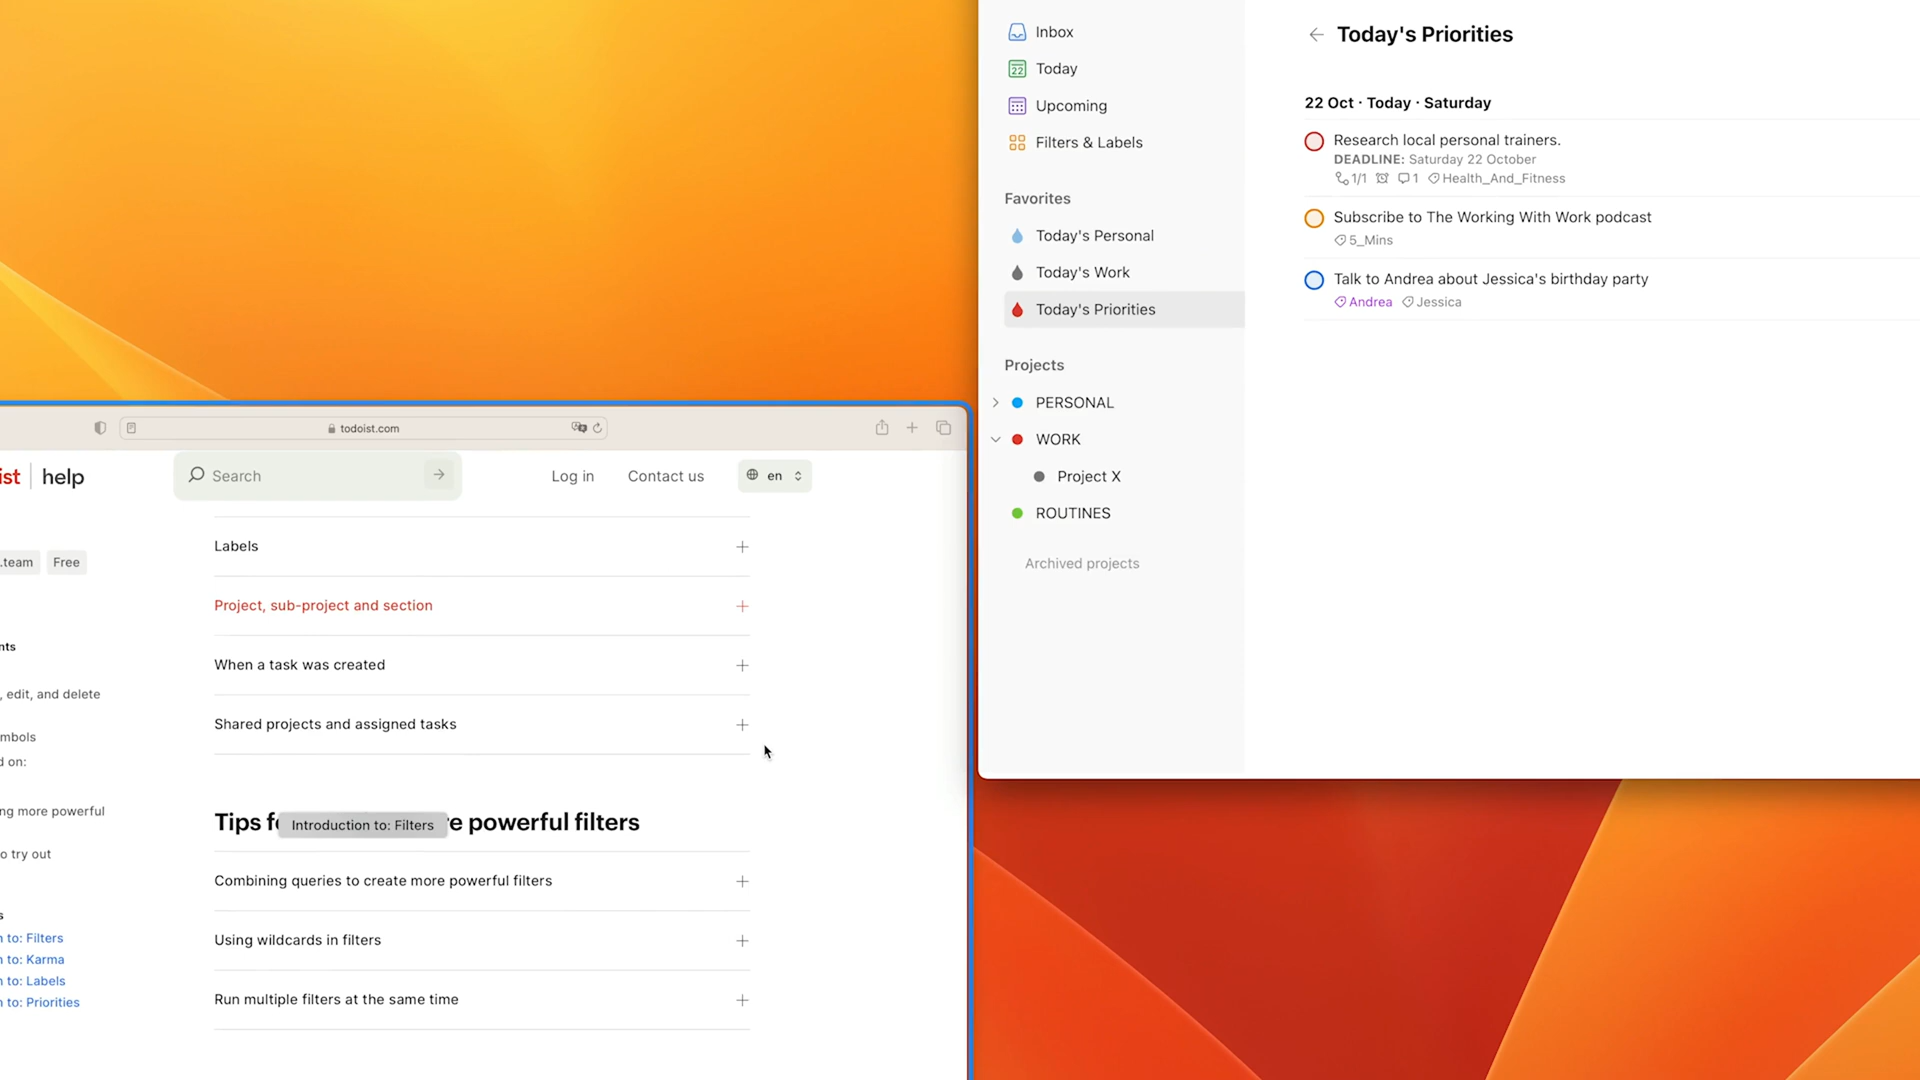 Inbox
Today
Upcoming
Filters & Labels
Favorites
Today's Personal
Today's Work
Today's Priorities
Projects
PERSONAL
WORK
Project X
ROUTINES
Archived projects
Today's Priorities
22 Oct · Today · Saturday
Research local personal trainers.
DEADLINE: Saturday 22 October
1/1 1 Health_And_Fitness
Subscribe to The Working With Work podcast
5_Mins
Talk to Andrea about Jessica's birthday party
Andrea Jessica
todoist.com
ist help
Search
Log in
Contact us
en
.team Free
nts
, edit, and delete
mbols
d on:
ng more powerful
o try out
s
n to: Filters
n to: Karma
n to: Labels
n to: Priorities
Labels
Project, sub-project and section
When a task was created
Shared projects and assigned tasks
Tips f e powerful filters
Introduction to: Filters
Combining queries to create more powerful filters
Using wildcards in filters
Run multiple filters at the same time